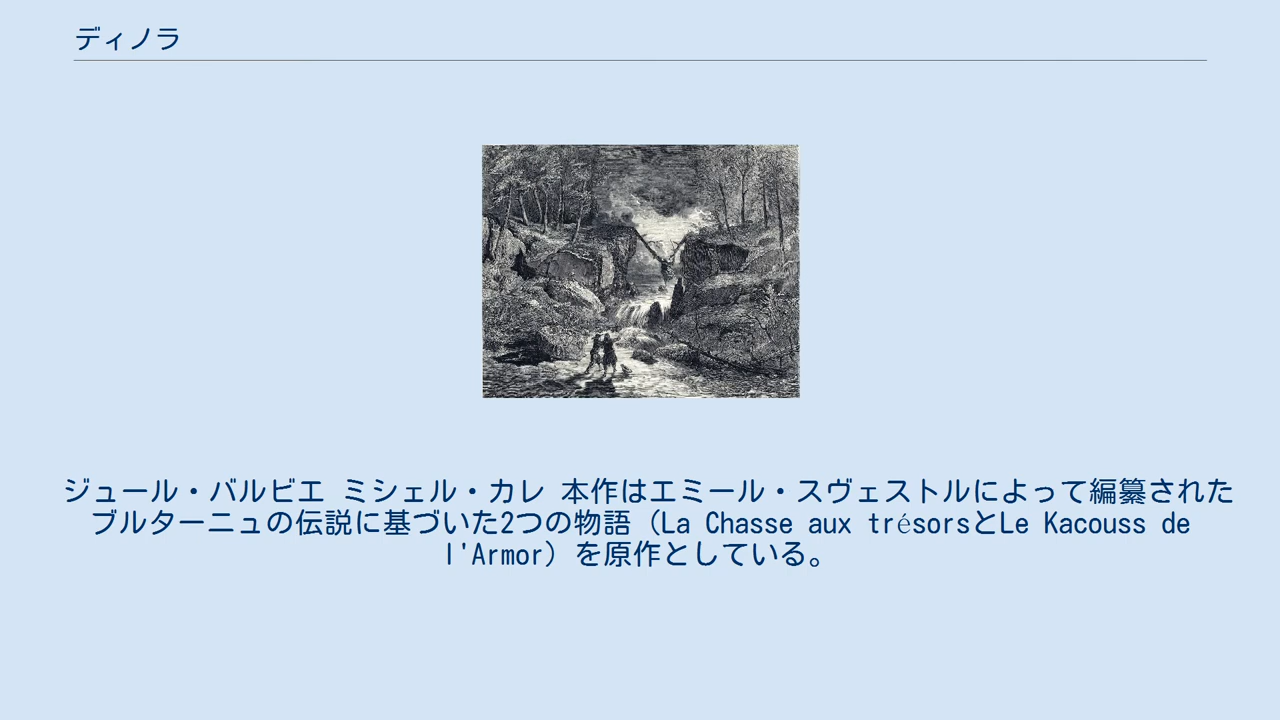 ディノラ
ジュール・バルビエ ミシェル・カレ 本作はエミール・スヴェストルによって編纂された
ブルターニュの伝説に基づいた2つの物語（La Chasse aux trésorsとLe Kacouss de
l'Armor）を原作としている。